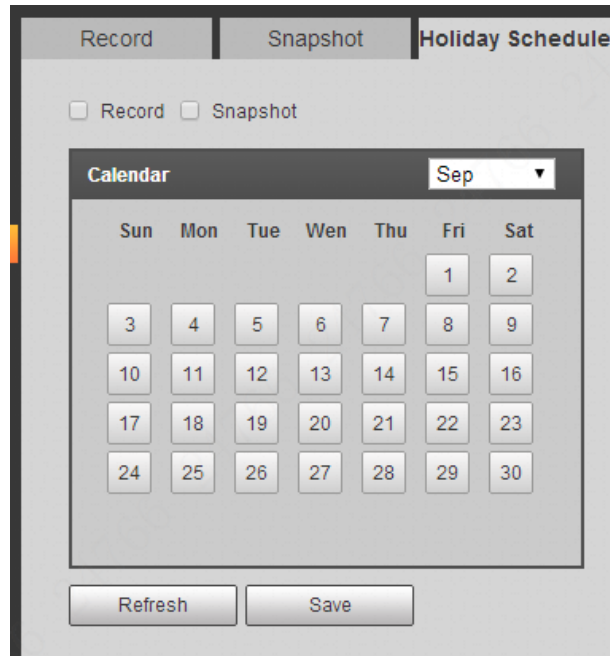 Record Snapshot Holiday Schedule
Record Snapshot
Calendar Sep
Sun Mon Tue Wen Thu Fri Sat
1 2
3 4 5 6 7 8 9
10 11 12 13 14 15 16
17 18 19 20 21 22 23
24 25 26 27 28 29 30
Refresh Save